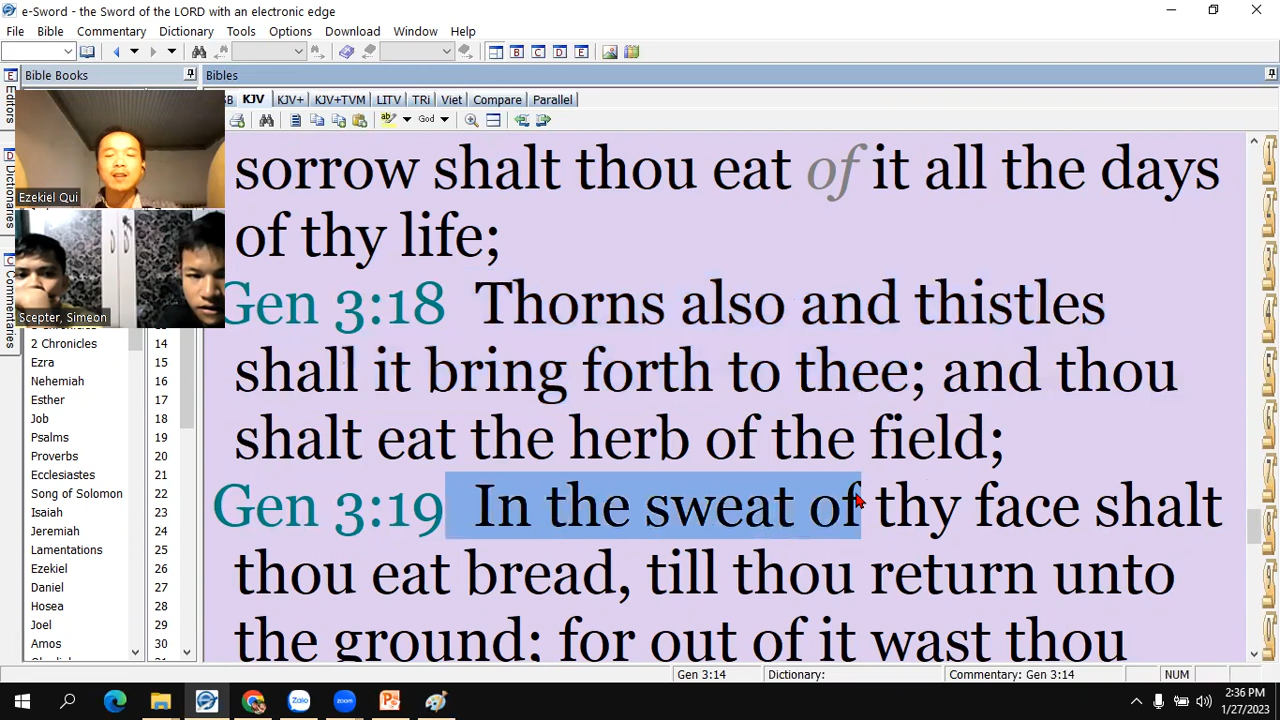 e-Sword - the Sword of the LORD with an electronic edge
File Bible Commentary Dictionary Tools Options Download Window Help
B C D E
Bible Books
Bibles
SB KJV KJV+ KJV+TVM LITV TRi Viet Compare Parallel
God
Editors
Dictionaries
Commentaries
Ezekiel Qui
Scepter, Simeon
2 Chronicles 14
Ezra 15
Nehemiah 16
Esther 17
Job 18
Psalms 19
Proverbs 20
Ecclesiastes 21
Song of Solomon 22
Isaiah 23
Jeremiah 24
Lamentations 25
Ezekiel 26
Daniel 27
Hosea 28
Joel 29
Amos 30
sorrow shalt thou eat of it all the days
of thy life;
Gen 3:18 Thorns also and thistles
shall it bring forth to thee; and thou
shalt eat the herb of the field;
Gen 3:19 In the sweat of thy face shalt
thou eat bread, till thou return unto
the ground; for out of it wast thou
Gen 3:14 Dictionary: Commentary: Gen 3:14 NUM
Zalo zoom
2:36 PM
1/27/2023